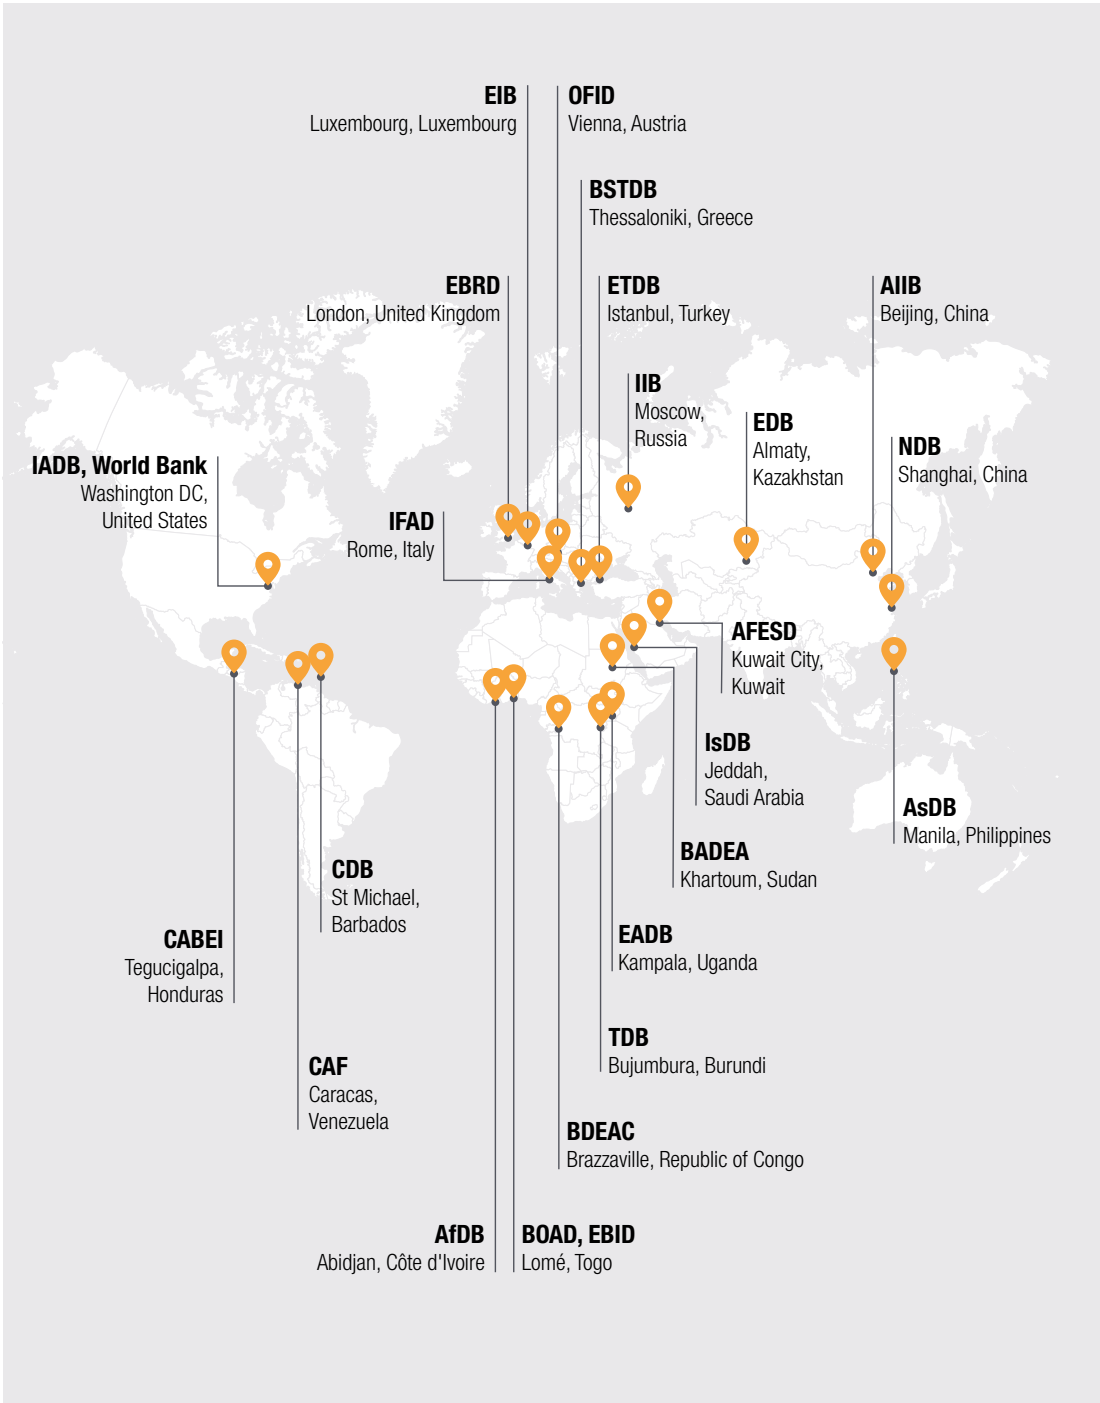 EIB
Luxembourg, Luxembourg
OFID
Vienna, Austria
BSTDB
Thessaloniki, Greece
EBRD
London, United Kingdom
ETDB
Istanbul, Turkey
AIIB
Beijing, China
IIB
Moscow,
Russia
EDB
Almaty,
Kazakhstan
NDB
Shanghai, China
IADB, World Bank
Washington DC,
United States
IFAD
Rome, Italy
AFESD
Kuwait City,
Kuwait
IsDB
Jeddah,
Saudi Arabia
AsDB
Manila, Philippines
BADEA
Khartoum, Sudan
CDB
St Michael,
Barbados
EADB
Kampala, Uganda
CABEI
Tegucigalpa,
Honduras
TDB
Bujumbura, Burundi
CAF
Caracas,
Venezuela
BDEAC
Brazzaville, Republic of Congo
AfDB
Abidjan, Côte d'Ivoire
BOAD, EBID
Lomé, Togo